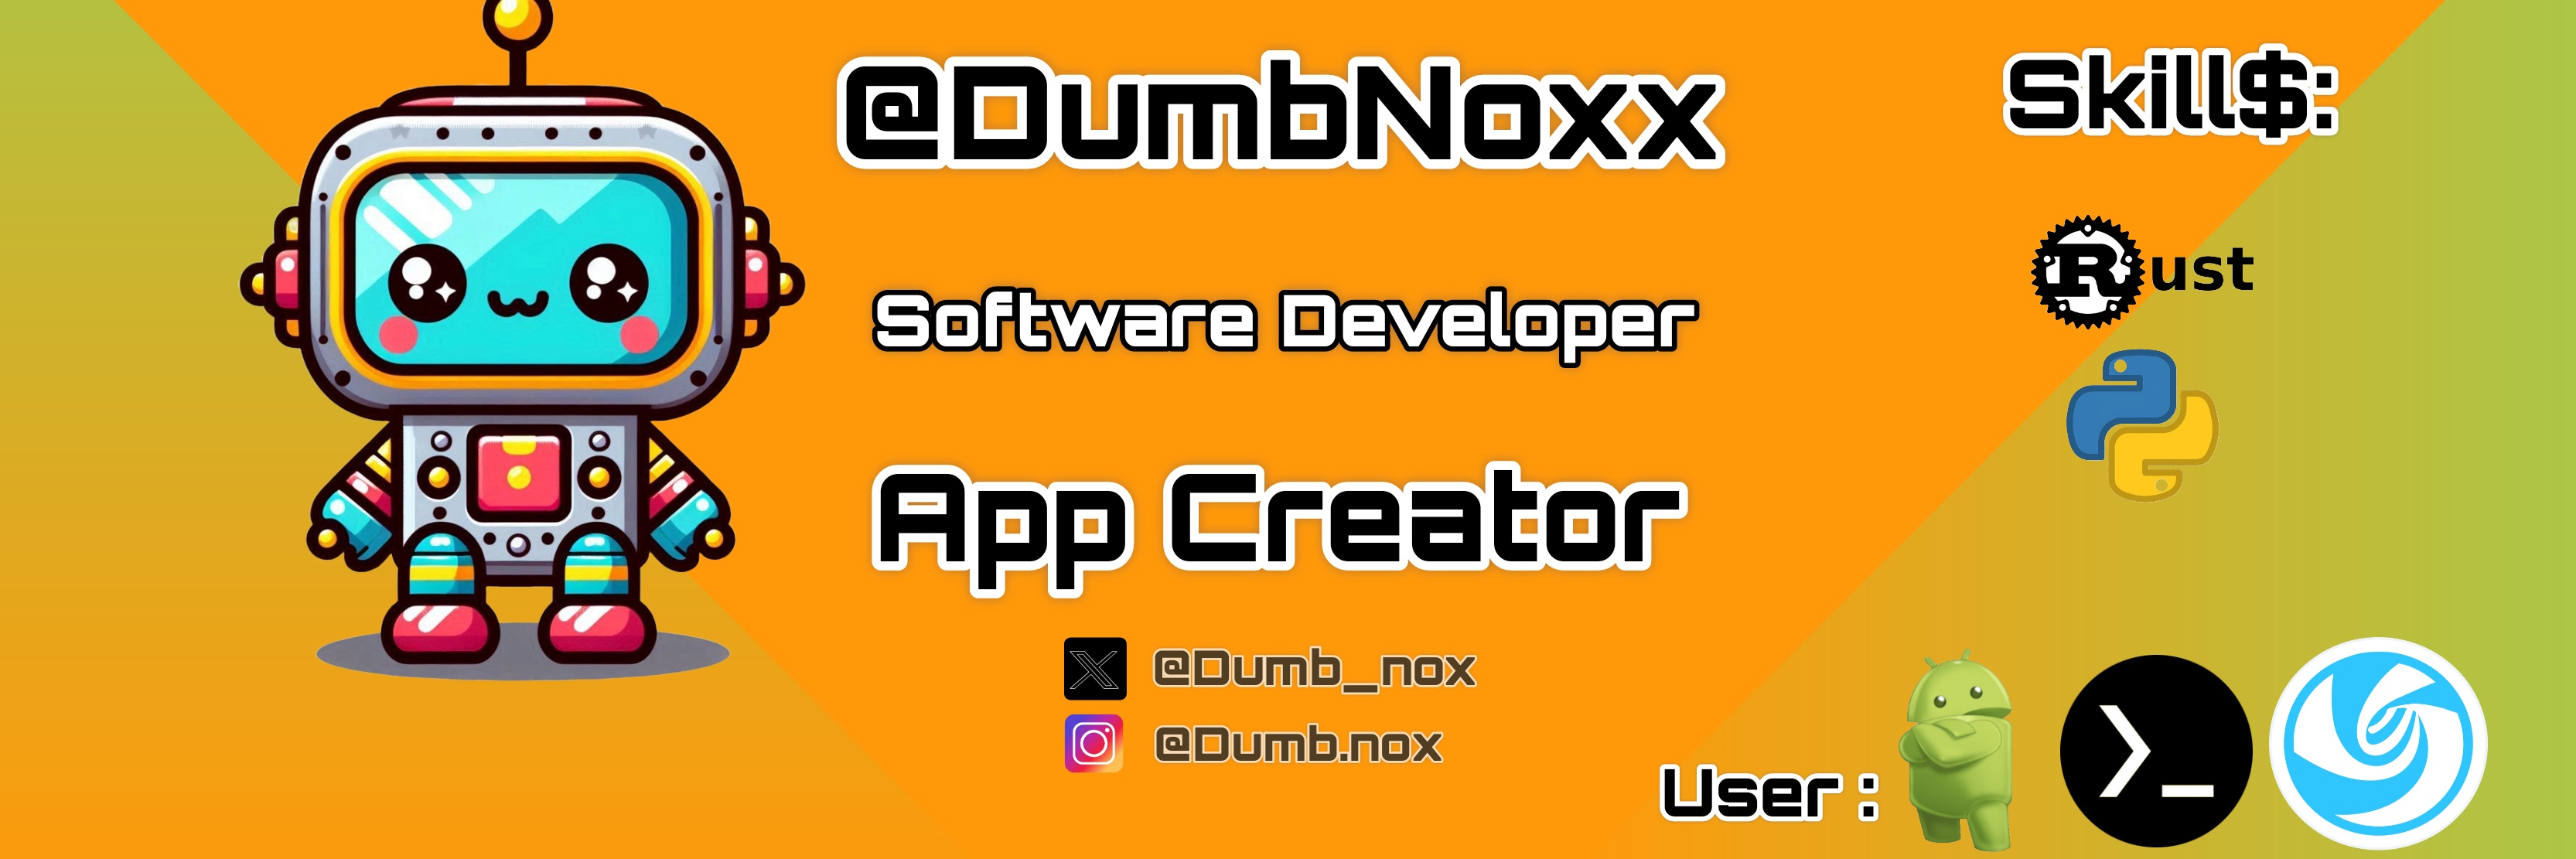 @DumbNoxx
Software Developer
App Creator
@Dumb_nox
@Dumb.nox
Skill$:
Rust
User :